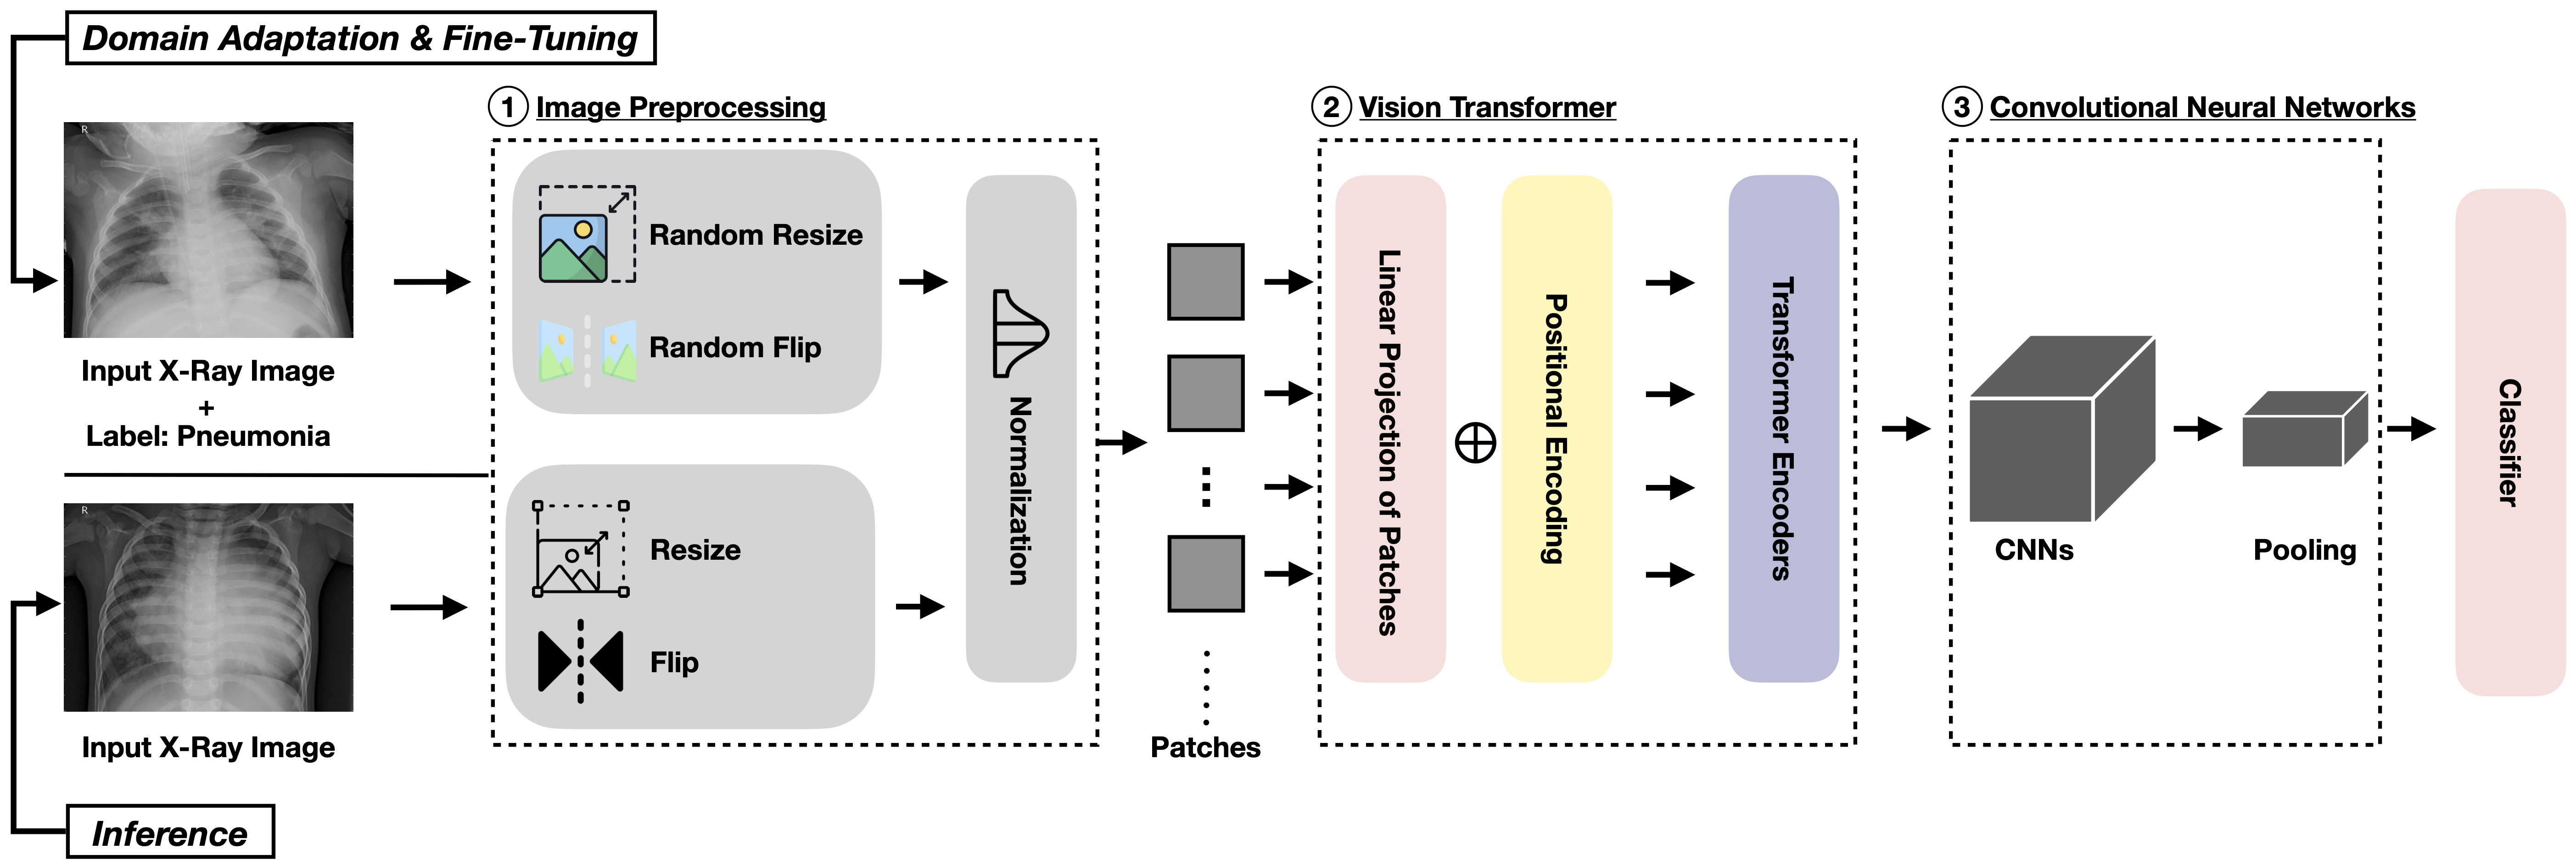 Domain Adaptation & Fine-Tuning
R
Input X-Ray Image
+
Label: Pneumonia
R
Input X-Ray Image
Inference
1 Image Preprocessing
Random Resize
Random Flip
Resize
Flip
Normalization
Patches
2 Vision Transformer
Linear Projection of Patches
Positional Encoding
Transformer Encoders
3 Convolutional Neural Networks
CNNs
Pooling
Classifier